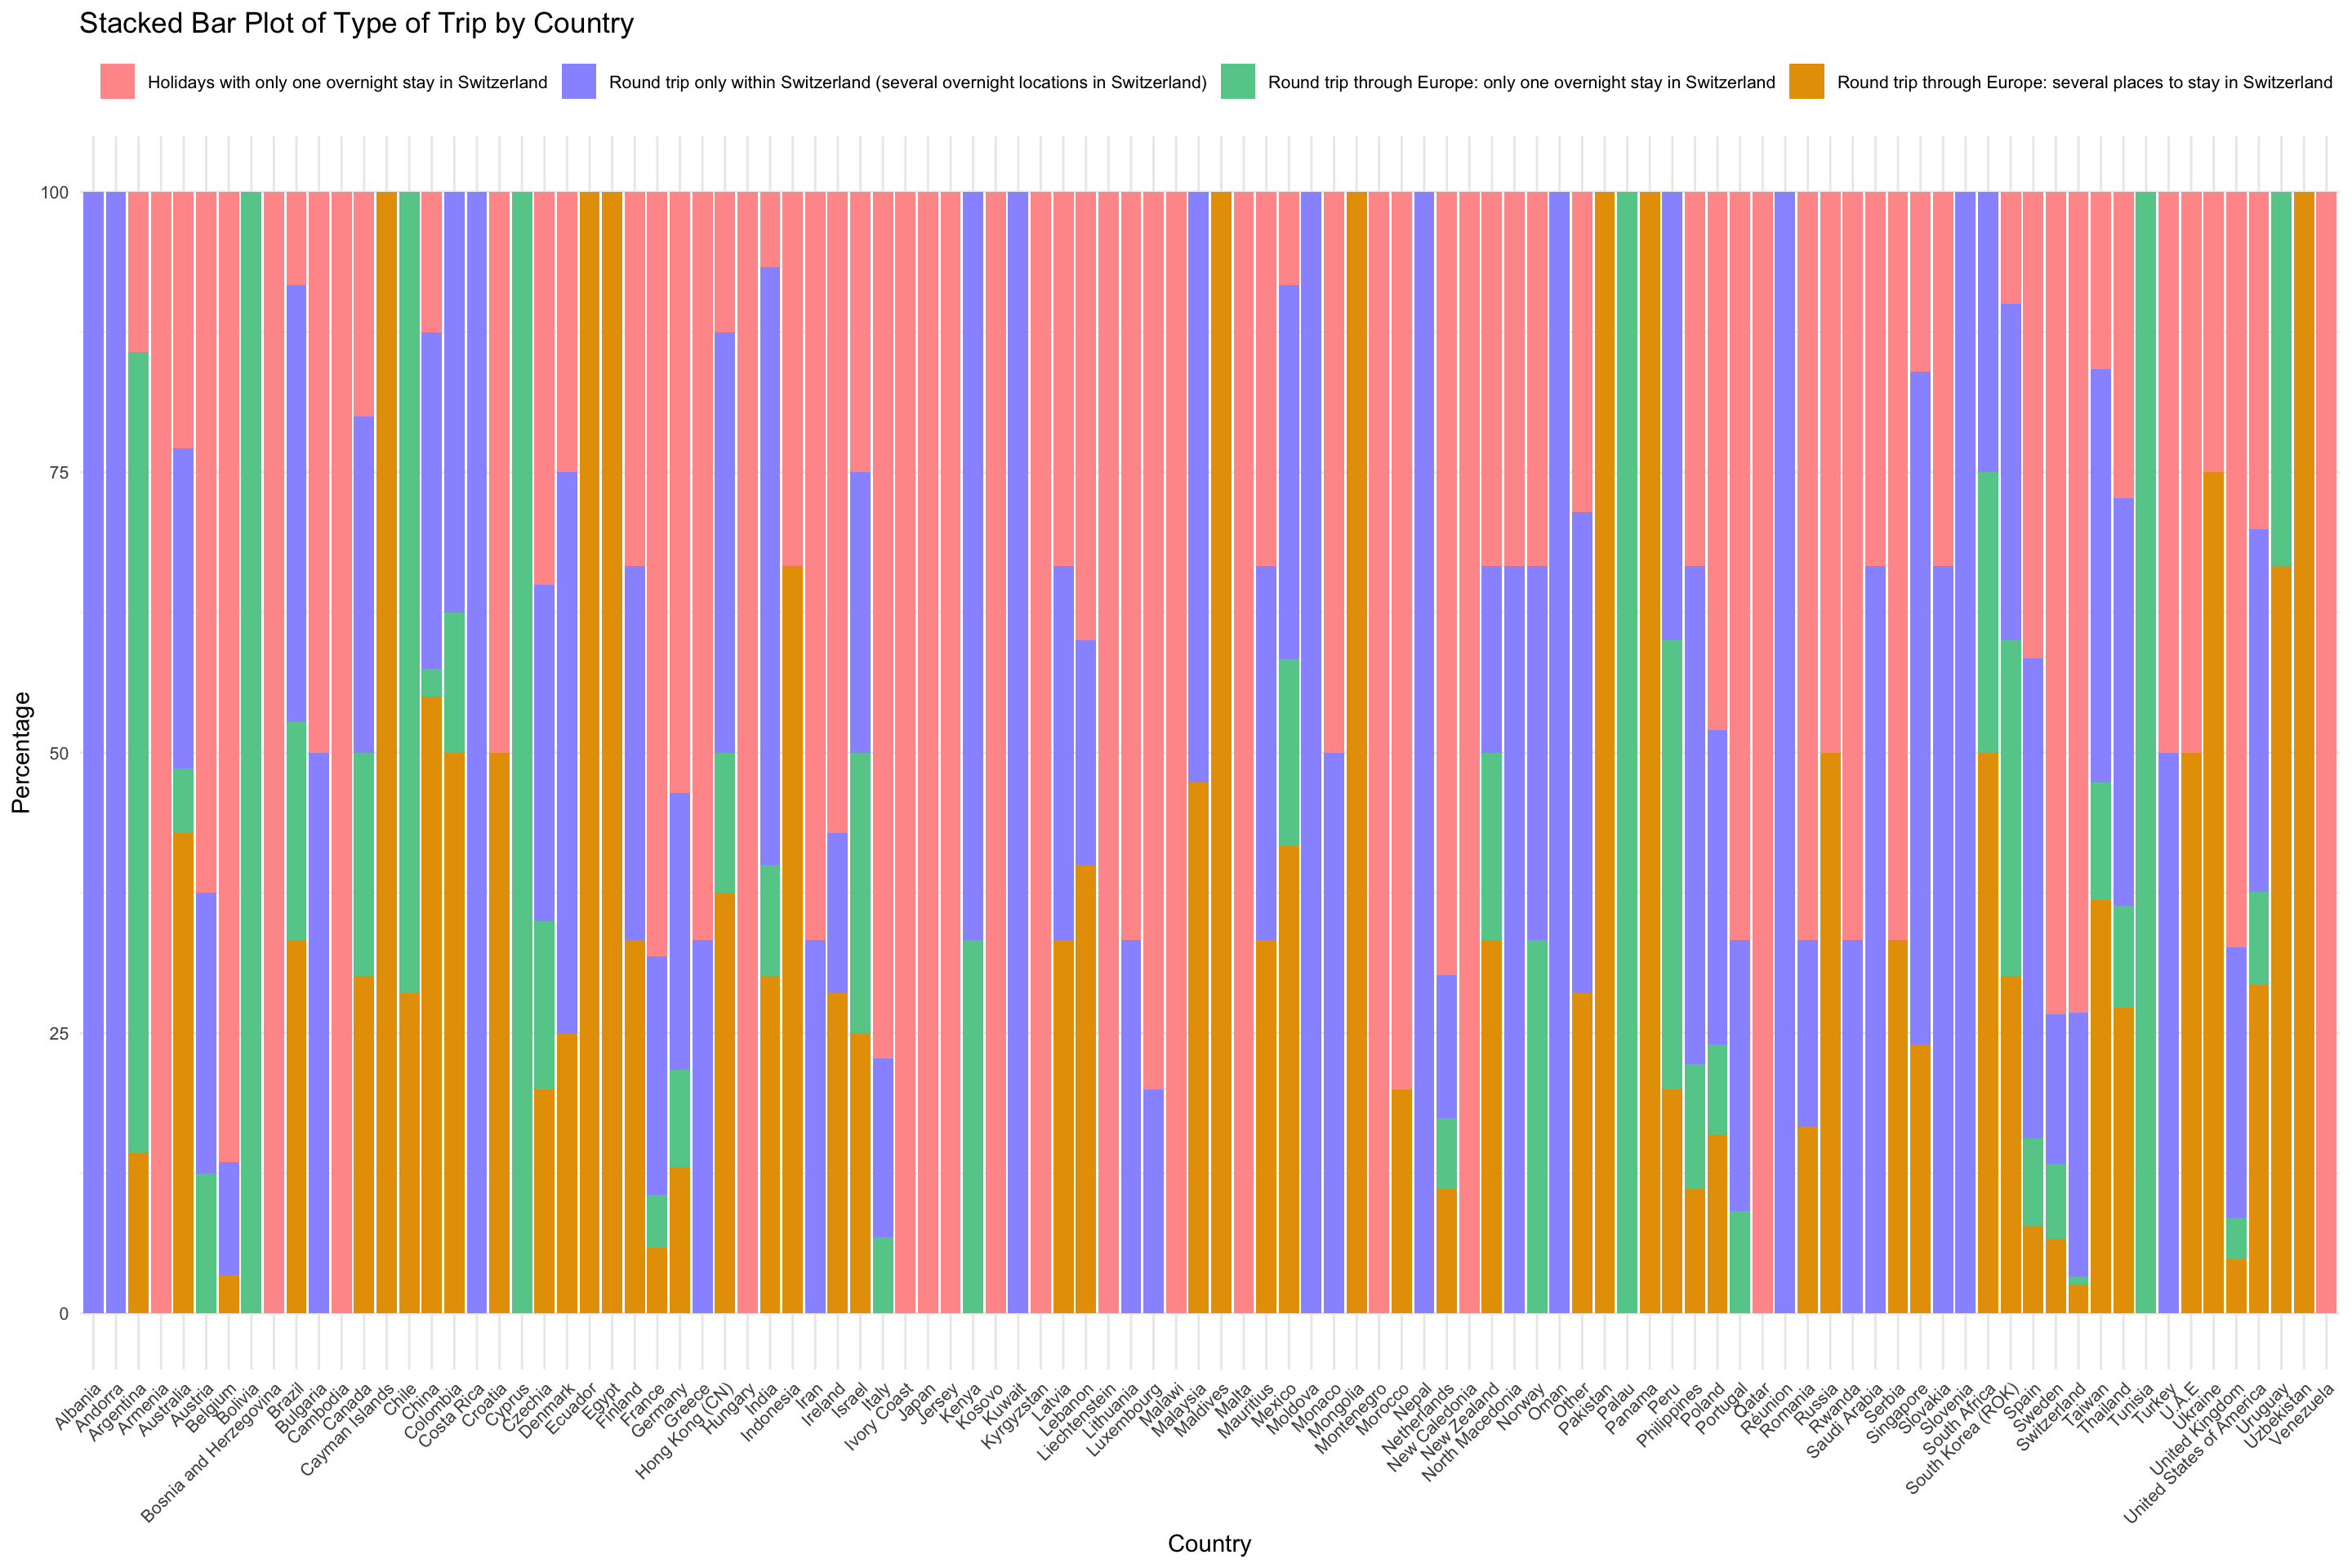 Stacked Bar Plot of Type of Trip by Country
Holidays with only one overnight stay in Switzerland
Round trip only within Switzerland (several overnight locations in Switzerland)
Round trip through Europe: only one overnight stay in Switzerland
Round trip through Europe: several places to stay in Switzerland
Percentage
100
75
50
25
0
Albania
Andorra
Argentina
Armenia
Australia
Austria
Belgium
Bolivia
Bosnia and Herzegovina
Brazil
Bulgaria
Cambodia
Canada
Cayman Islands
Chile
China
Colombia
Costa Rica
Croatia
Cyprus
Czechia
Denmark
Ecuador
Egypt
Finland
France
Germany
Greece
Hong Kong (CN)
Hungary
India
Indonesia
Iran
Ireland
Israel
Italy
Ivory Coast
Japan
Jersey
Kenya
Kosovo
Kuwait
Kyrgyzstan
Latvia
Lebanon
Liechtenstein
Lithuania
Luxembourg
Malawi
Malaysia
Maldives
Malta
Mauritius
Mexico
Moldova
Monaco
Mongolia
Montenegro
Morocco
Nepal
Netherlands
New Caledonia
New Zealand
North Macedonia
Norway
Oman
Other
Pakistan
Palau
Panama
Peru
Philippines
Poland
Portugal
Qatar
Réunion
Romania
Russia
Rwanda
Saudi Arabia
Serbia
Singapore
Slovakia
Slovenia
South Africa
South Korea (ROK)
Spain
Sweden
Switzerland
Taiwan
Thailand
Tunisia
Turkey
U.A.E.
Ukraine
United Kingdom
United States of America
Uruguay
Uzbekistan
Venezuela
Country